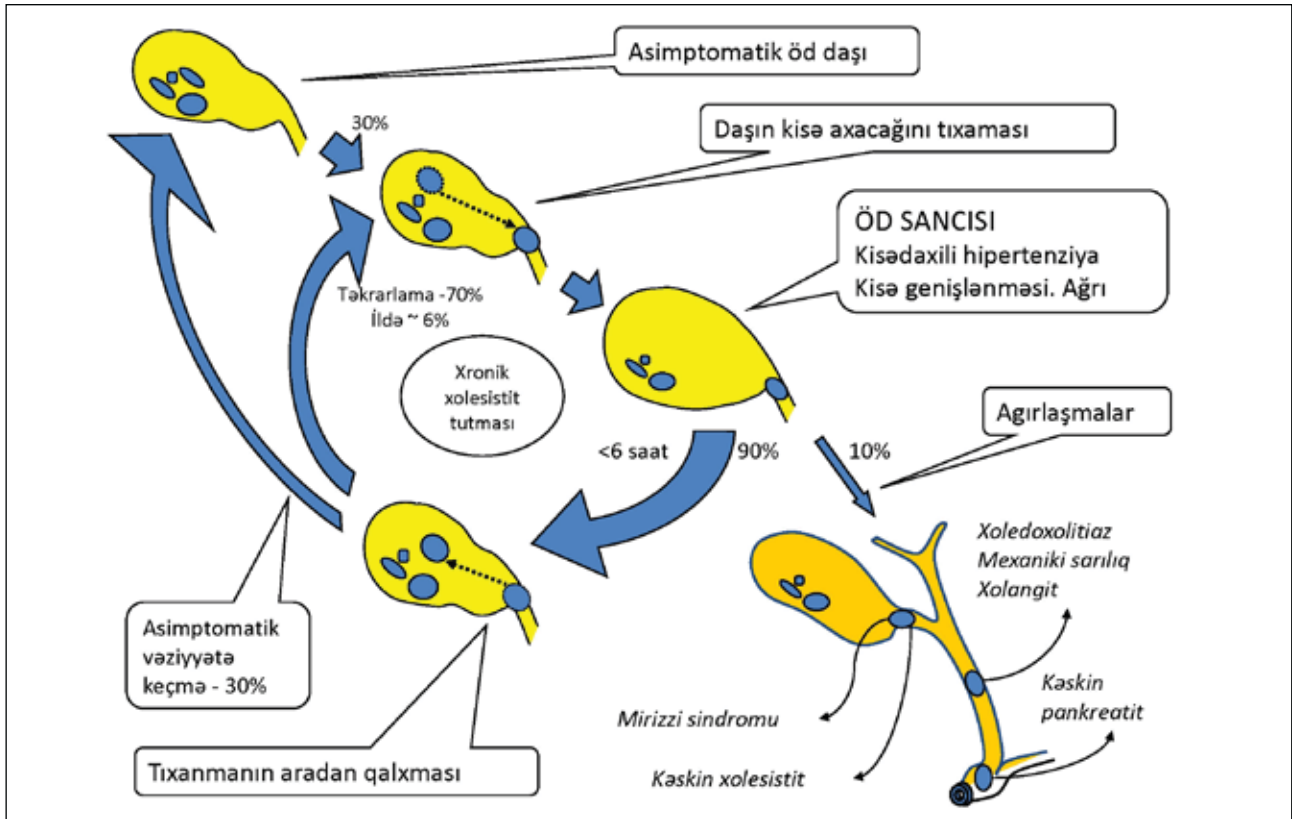 Asimptomatik öd daşı
30%
Daşın kisə axacağını tıxaması
ÖD SANCISI
Kisədaxili hipertenziya
Kisə genişlənməsi. Ağrı
Təkrarlama -70%
İldə ~ 6%
Xronik
xolesistit
tutması
<6 saat
90%
10%
Agırlaşmalar
Xoledoxolitiaz
Mexaniki sarılıq
Xolangit
Asimptomatik
vəziyyətə
keçmə - 30%
Kəskin
pankreatit
Mirizzi sindromu
Tıxanmanın aradan qalxması
Kəskin xolesistit